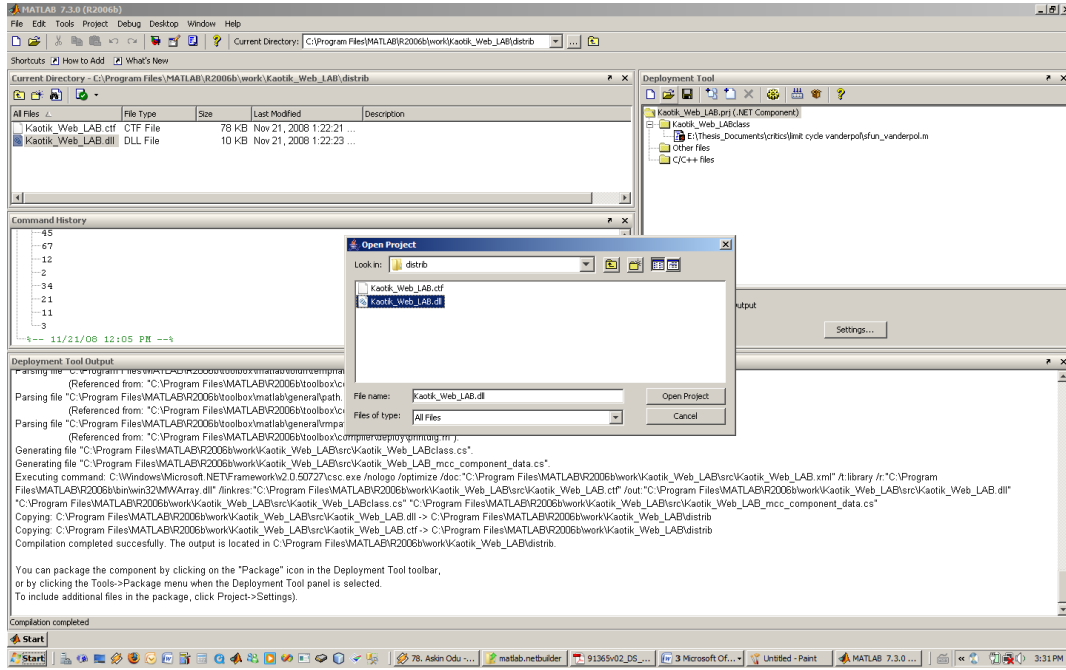 MATLAB 7.3.0 (R2006b)
File Edit Tools Project Debug Desktop Window Help
Current Directory: C:\Program Files\MATLAB\R2006b\work\Kaotik_Web_LAB\distrib
Shortcuts How to Add What's New
Current Directory - C:\Program Files\MATLAB\R2006b\work\Kaotik_Web_LAB\distrib
All Files File Type Size Last Modified Description
Kaotik_Web_LAB.ctf CTF File 78 KB Nov 21, 2008 1:22:21 ...
Kaotik_Web_LAB.dll DLL File 10 KB Nov 21, 2008 1:22:23 ...
Deployment Tool
Kaotik_Web_LAB.prj (.NET Component)
Kaotik_Web_LABclass
E:\Thesis_Documents\critics\limit cycle vanderpol\sfun_vanderpol.m
Other files
C/C++ files
Settings...
Command History
45
67
12
2
34
21
11
3
%-- 11/21/08 12:05 PM --%
Open Project
Look in: distrib
Kaotik_Web_LAB.ctf
Kaotik_Web_LAB.dll
File name: Kaotik_Web_LAB.dll Open Project
Files of type: All Files Cancel
Deployment Tool Output
(Referenced from: "C:\Program Files\MATLAB\R2006b\toolbox\
Parsing file "C:\Program Files\MATLAB\R2006b\toolbox\matlab\general\path.
(Referenced from: "C:\Program Files\MATLAB\R2006b\toolbox\
Parsing file "C:\Program Files\MATLAB\R2006b\toolbox\matlab\general\rmpa
(Referenced from: "C:\Program Files\MATLAB\R2006b\toolbox\compiler\deploy\printdlg.m").
Generating file "C:\Program Files\MATLAB\R2006b\work\Kaotik_Web_LAB\src\Kaotik_Web_LABclass.cs".
Generating file "C:\Program Files\MATLAB\R2006b\work\Kaotik_Web_LAB\src\Kaotik_Web_LAB_mcc_component_data.cs".
Executing command: C:\Windows\Microsoft.NET\Framework\v2.0.50727\csc.exe /nologo /optimize /doc:"C:\Program Files\MATLAB\R2006b\work\Kaotik_Web_LAB\src\Kaotik_Web_LAB.xml" /t:library /r:"C:\Program
Files\MATLAB\R2006b\bin\win32\MWArray.dll" /linkres:"C:\Program Files\MATLAB\R2006b\work\Kaotik_Web_LAB\src\Kaotik_Web_LAB.ctf" /out:"C:\Program Files\MATLAB\R2006b\work\Kaotik_Web_LAB\src\Kaotik_Web_LAB.dll"
"C:\Program Files\MATLAB\R2006b\work\Kaotik_Web_LAB\src\Kaotik_Web_LABclass.cs" "C:\Program Files\MATLAB\R2006b\work\Kaotik_Web_LAB\src\Kaotik_Web_LAB_mcc_component_data.cs"
Copying: C:\Program Files\MATLAB\R2006b\work\Kaotik_Web_LAB\src\Kaotik_Web_LAB.dll -> C:\Program Files\MATLAB\R2006b\work\Kaotik_Web_LAB\distrib
Copying: C:\Program Files\MATLAB\R2006b\work\Kaotik_Web_LAB\src\Kaotik_Web_LAB.ctf -> C:\Program Files\MATLAB\R2006b\work\Kaotik_Web_LAB\distrib
Compilation completed succesfully. The output is located in C:\Program Files\MATLAB\R2006b\work\Kaotik_Web_LAB\distrib.
You can package the component by clicking on the "Package" icon in the Deployment Tool toolbar,
or by clicking the Tools->Package menu when the Deployment Tool panel is selected.
To include additional files in the package, click Project->Settings).
Compilation completed
Start
Start 78. Askin Odu -... matlab.netbuilder 91365v02_DS_... 3 Microsoft Of... Untitled - Paint MATLAB 7.3.0 ... 3:31 PM